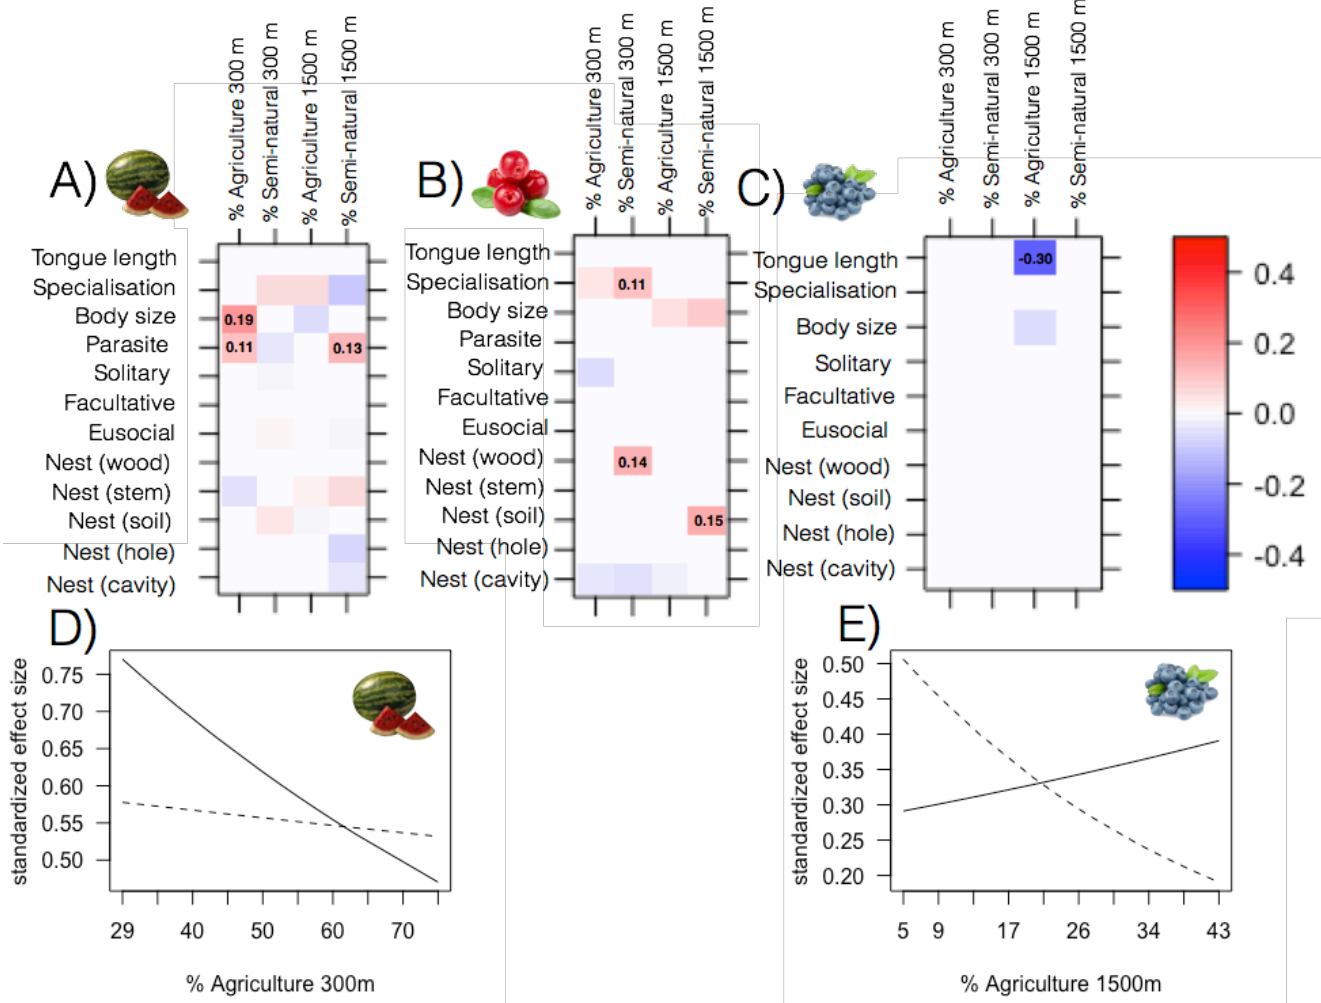 % Agriculture 300 m
% Semi-natural 300 m
% Agriculture 1500 m
% Semi-natural 1500 m
% Agriculture 300 m
% Semi-natural 300 m
% Agriculture 1500 m
% Semi-natural 1500 m
% Agriculture 300 m
% Semi-natural 300 m
% Agriculture 1500 m
% Semi-natural 1500 m
A)
Tongue length
Specialisation
Body size
Parasite
Solitary
Facultative
Eusocial
Nest (wood)
Nest (stem)
Nest (soil)
Nest (hole)
Nest (cavity)
0.19
0.11
0.13
B)
Tongue length
Specialisation
Body size
Parasite
Solitary
Facultative
Eusocial
Nest (wood)
Nest (stem)
Nest (soil)
Nest (hole)
Nest (cavity)
0.11
0.14
0.15
C)
Tongue length
Specialisation
Body size
Solitary
Facultative
Eusocial
Nest (wood)
Nest (soil)
Nest (hole)
Nest (cavity)
-0.30
0.4
0.2
0.0
-0.2
-0.4
D)
standardized effect size
0.75
0.70
0.65
0.60
0.55
0.50
29 40 50 60 70
% Agriculture 300m
E)
standardized effect size
0.50
0.45
0.40
0.35
0.30
0.25
0.20
5 9 17 26 34 43
% Agriculture 1500m